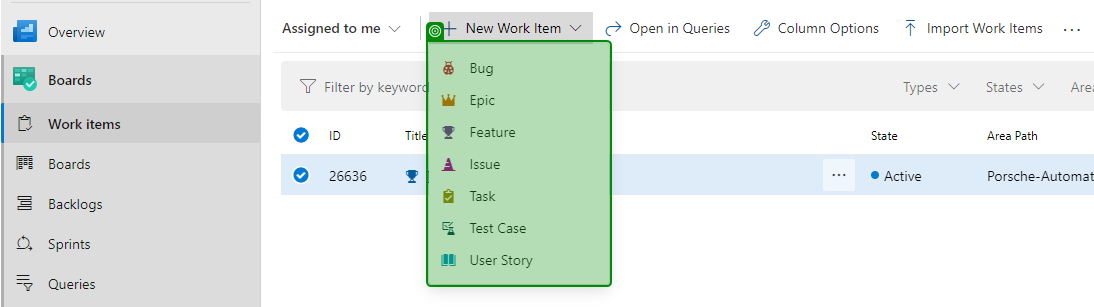 Overview
Boards
Work items
Boards
Backlogs
Sprints
Queries
Assigned to me New Work Item Open in Queries Column Options Import Work Items ...
Filter by keyword Types States Area
ID Title State Area Path
26636 ... Active Porsche-Automat
Bug
Epic
Feature
Issue
Task
Test Case
User Story